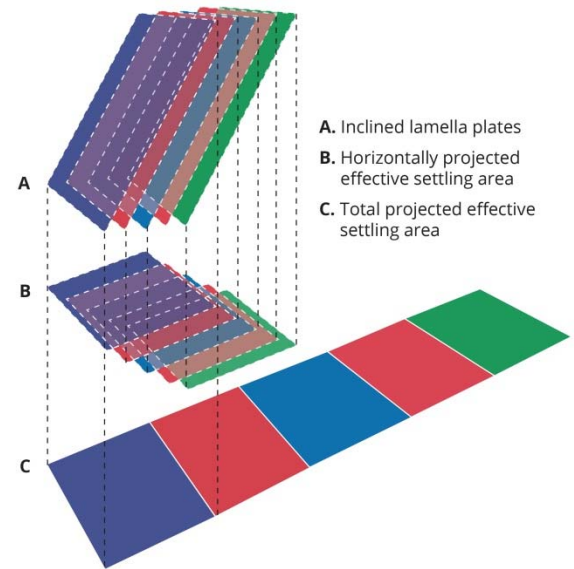 A. Inclined lamella plates
B. Horizontally projected
effective settling area
C. Total projected effective
settling area
A
B
C